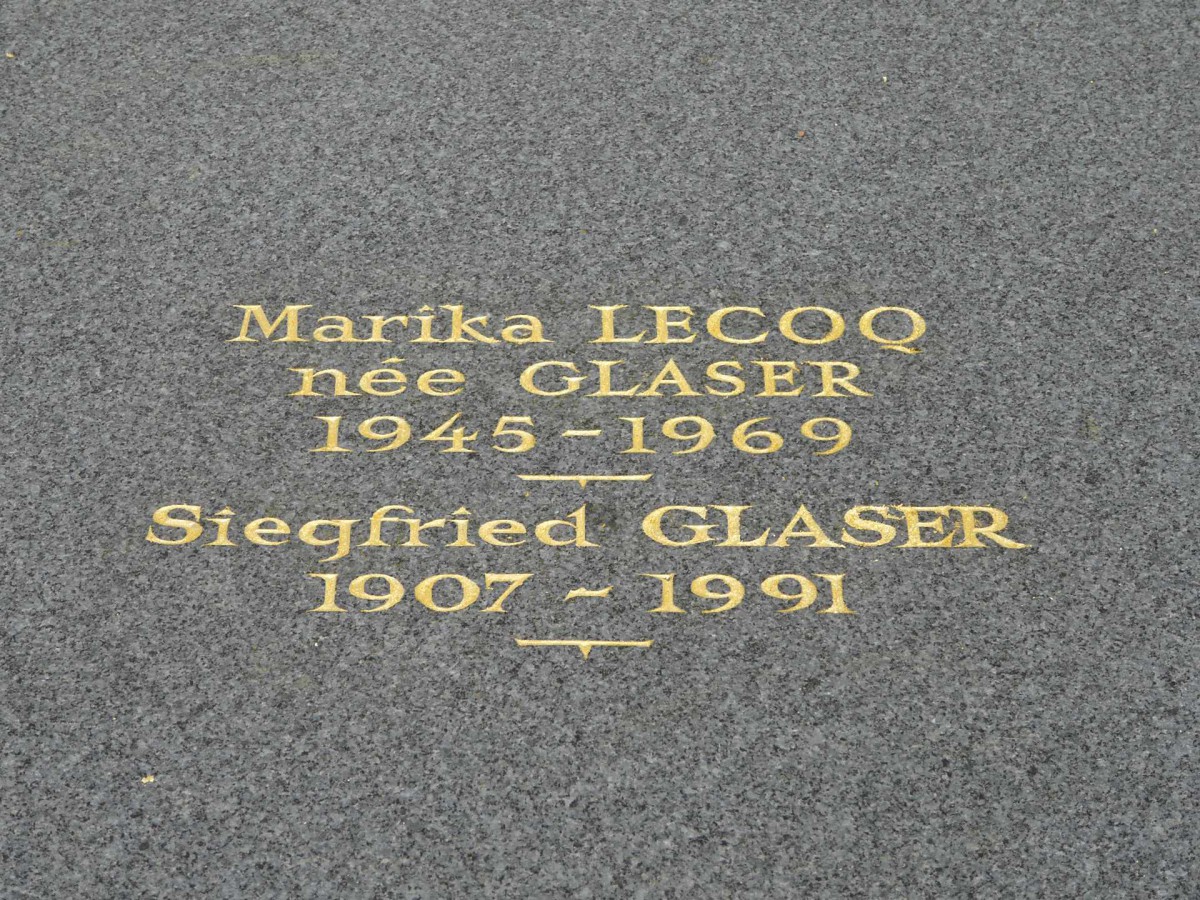 Marika LECOQ
née GLASER
1945 - 1969
Siegfried GLASER
1907 - 1991